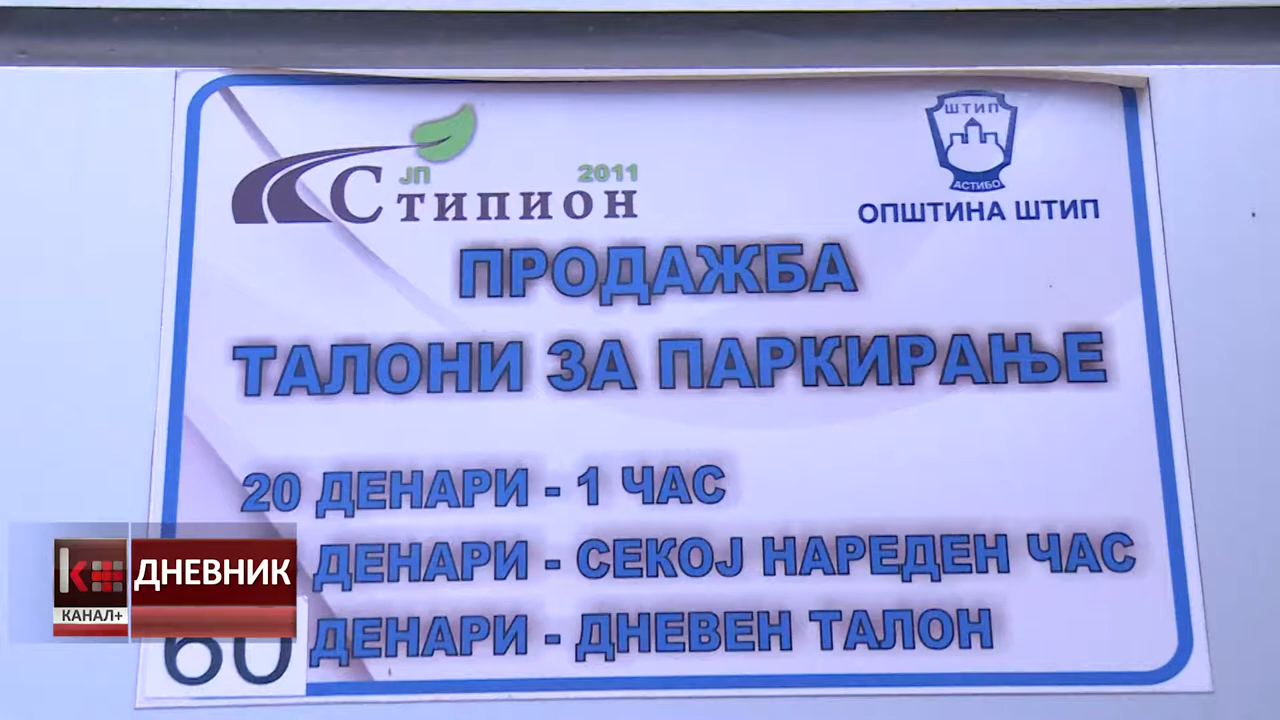 ЈП
2011
Стипион
ШТИП
АСТИБО
ОПШТИНА ШТИП
ПРОДАЖБА
ТАЛОНИ ЗА ПАРКИРАЊЕ
20 ДЕНАРИ - 1 ЧАС
ДЕНАРИ - СЕКОЈ НАРЕДЕН ЧАС
60 ДЕНАРИ - ДНЕВЕН ТАЛОН
ДНЕВНИК
КАНАЛ+